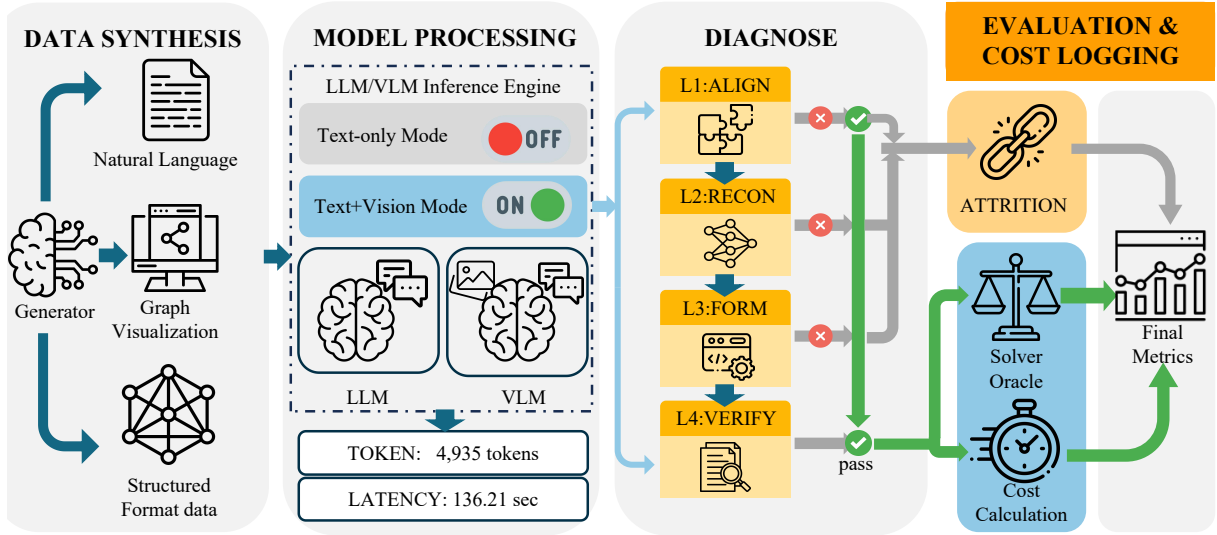 DATA SYNTHESIS
Natural Language
Generator
Graph
Visualization
Structured
Format data
MODEL PROCESSING
LLM/VLM Inference Engine
Text-only Mode
OFF
Text+Vision Mode
ON
LLM
VLM
TOKEN: 4,935 tokens
LATENCY: 136.21 sec
DIAGNOSE
L1:ALIGN
L2:RECON
L3:FORM
L4:VERIFY
pass
EVALUATION &
COST LOGGING
ATTRITION
Solver
Oracle
Cost
Calculation
Final
Metrics